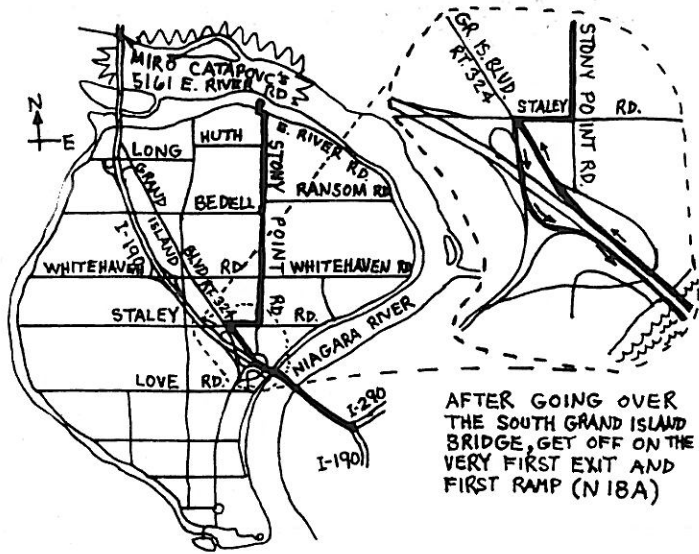 MIRO CATAPOVC'S
5161 E. RIVER RD
N
E
HUTH
LONG
E. RIVER RD.
GRAND ISLAND BLVD RT. 324
STONY POINT RD
BEDELL
RANSOM RD
I-190
WHITEHAVEN RD
WHITEHAVEN RD
STALEY RD.
NIAGARA RIVER
LOVE RD.
I-290
I-190
GR. IS. BLVD
RT. 324
STONY POINT RD.
STALEY RD.
AFTER GOING OVER
THE SOUTH GRAND ISLAND
BRIDGE, GET OFF ON THE
VERY FIRST EXIT AND
FIRST RAMP (N 18A)